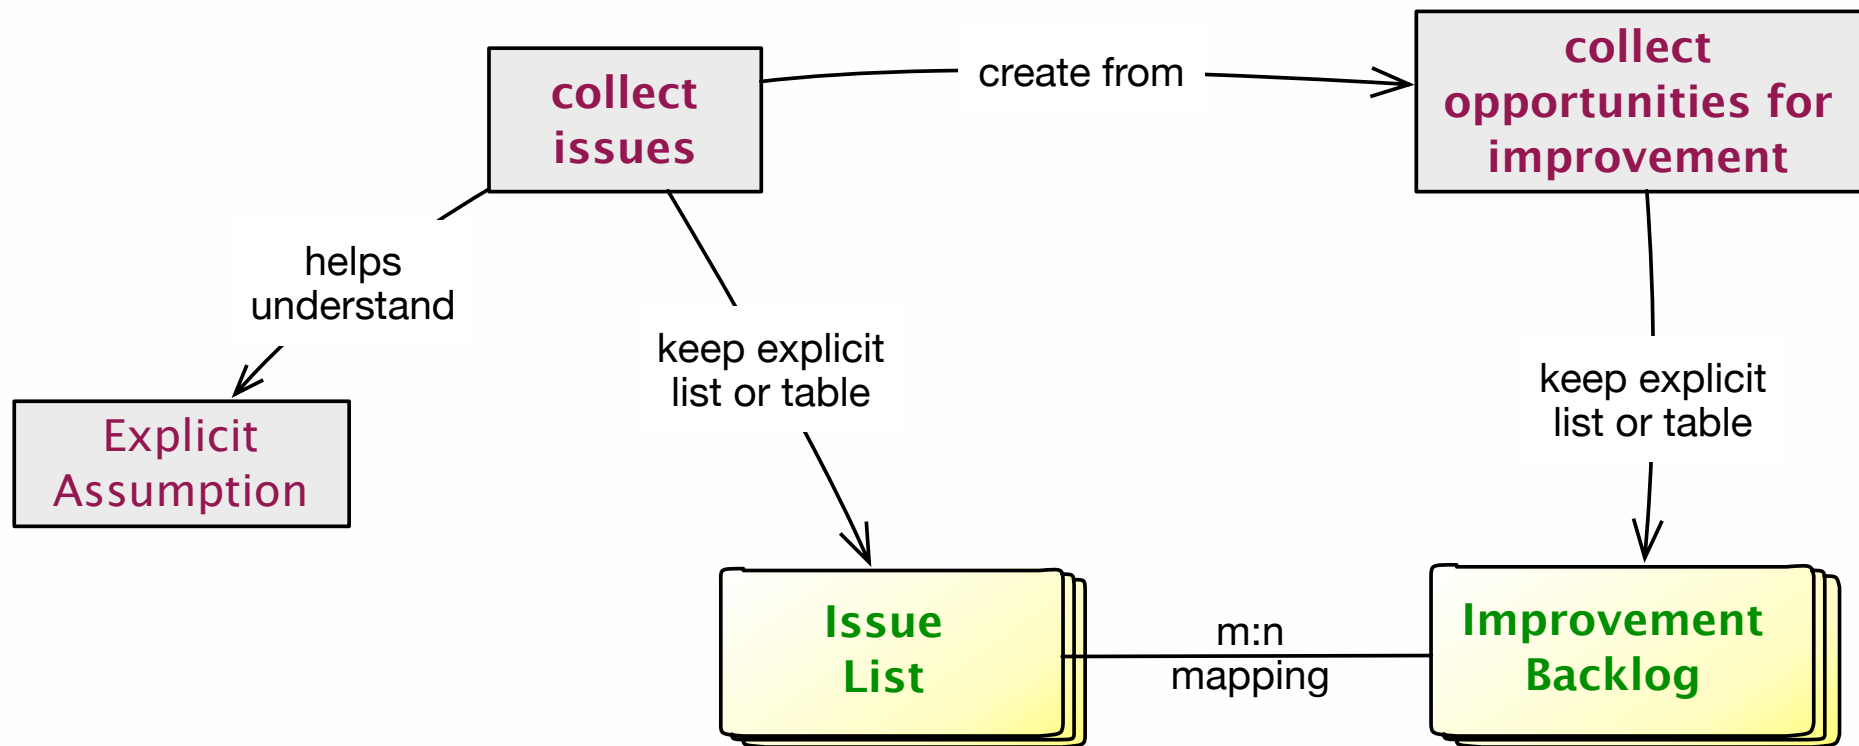 collect
issues
create from
collect
opportunities for
improvement
helps
understand
keep explicit
list or table
keep explicit
list or table
Explicit
Assumption
Issue
List
m:n
mapping
Improvement
Backlog